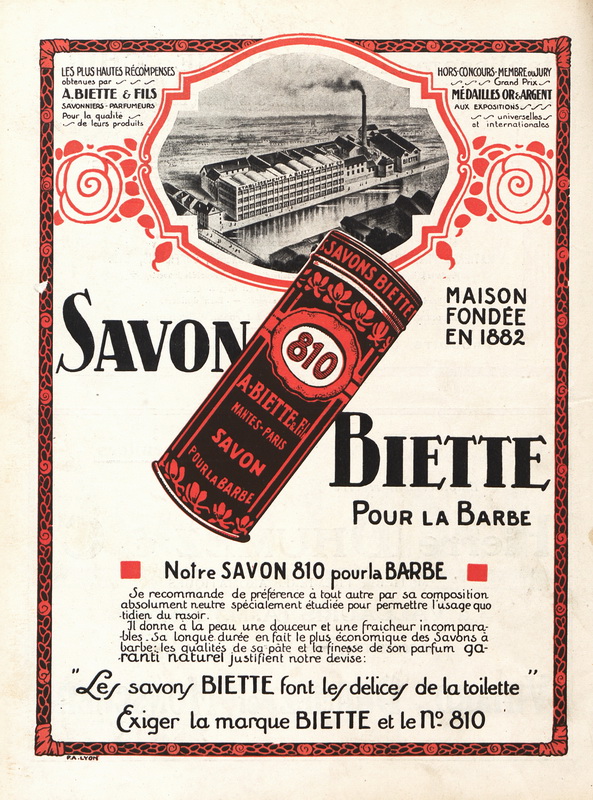 LES PLUS HAUTES RÉCOMPENSES
obtenues par
A. BIETTE & FILS
SAVONNIERS - PARFUMEURS
Pour la qualité
de leurs produits
HORS-CONCOURS-MEMBRE DU JURY
Grand Prix
MÉDAILLES OR & ARGENT
AUX EXPOSITIONS
universelles
et internationales
SAVONS BIETTE
810
A. BIETTE & FILS
NANTES-PARIS
SAVON
POUR LA BARBE
MAISON
FONDÉE
EN 1882
SAVON
BIETTE
POUR LA BARBE
Notre SAVON 810 pour la BARBE
Se recommande de préférence à tout autre par sa composition
absolument neutre spécialement étudiée pour permettre l'usage quo
-tidien du rasoir.
Il donne à la peau une douceur et une fraicheur incompara-
-bles. Sa longue durée en fait le plus économique des Savons à
barbe: les qualités de sa pâte et la finesse de son parfum ga-
-ranti naturel justifient notre devise:
"Les savons BIETTE font les délices de la toilette"
Exiger la marque BIETTE et le No 810
P.A. LYON